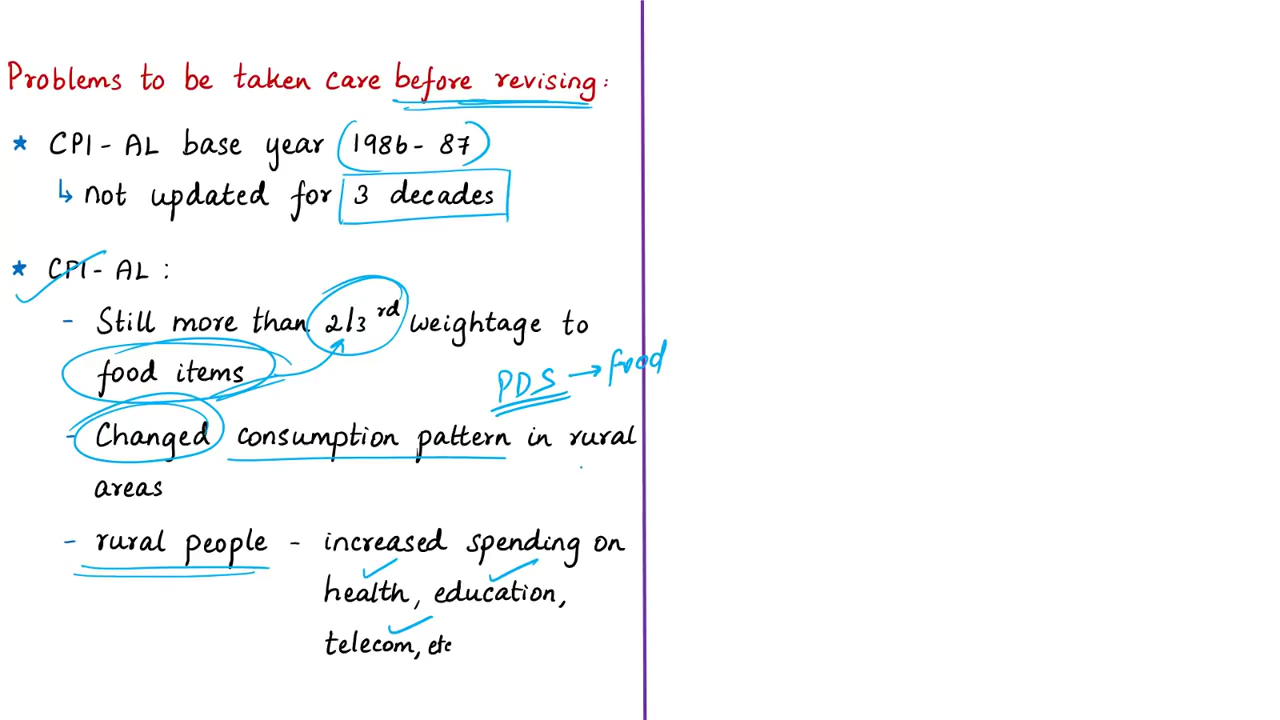 Problems to be taken care before revising:
* CPI - AL base year (1986 - 87)
↳ not updated for 3 decades
* CPI - AL :
- Still more than 2/3 rd weightage to
food items
PDS → food
- Changed consumption pattern in rural
areas
- rural people - increased spending on
health, education,
telecom, etc